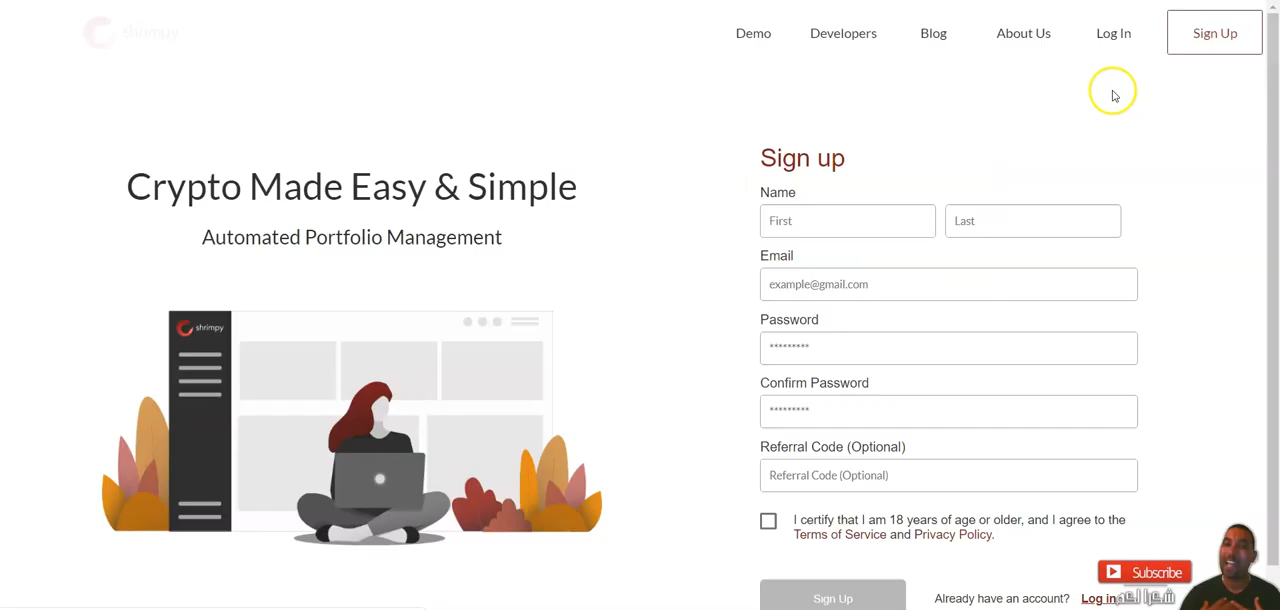 shrimpy
Demo
Developers
Blog
About Us
Log In
Sign Up
Crypto Made Easy & Simple
Automated Portfolio Management
shrimpy
Sign up
Name
First
Last
Email
example@gmail.com
Password
*********
Confirm Password
*********
Referral Code (Optional)
Referral Code (Optional)
I certify that I am 18 years of age or older, and I agree to the
Terms of Service and Privacy Policy.
Sign Up
Already have an account? Log in
Subscribe
شكرا لكم